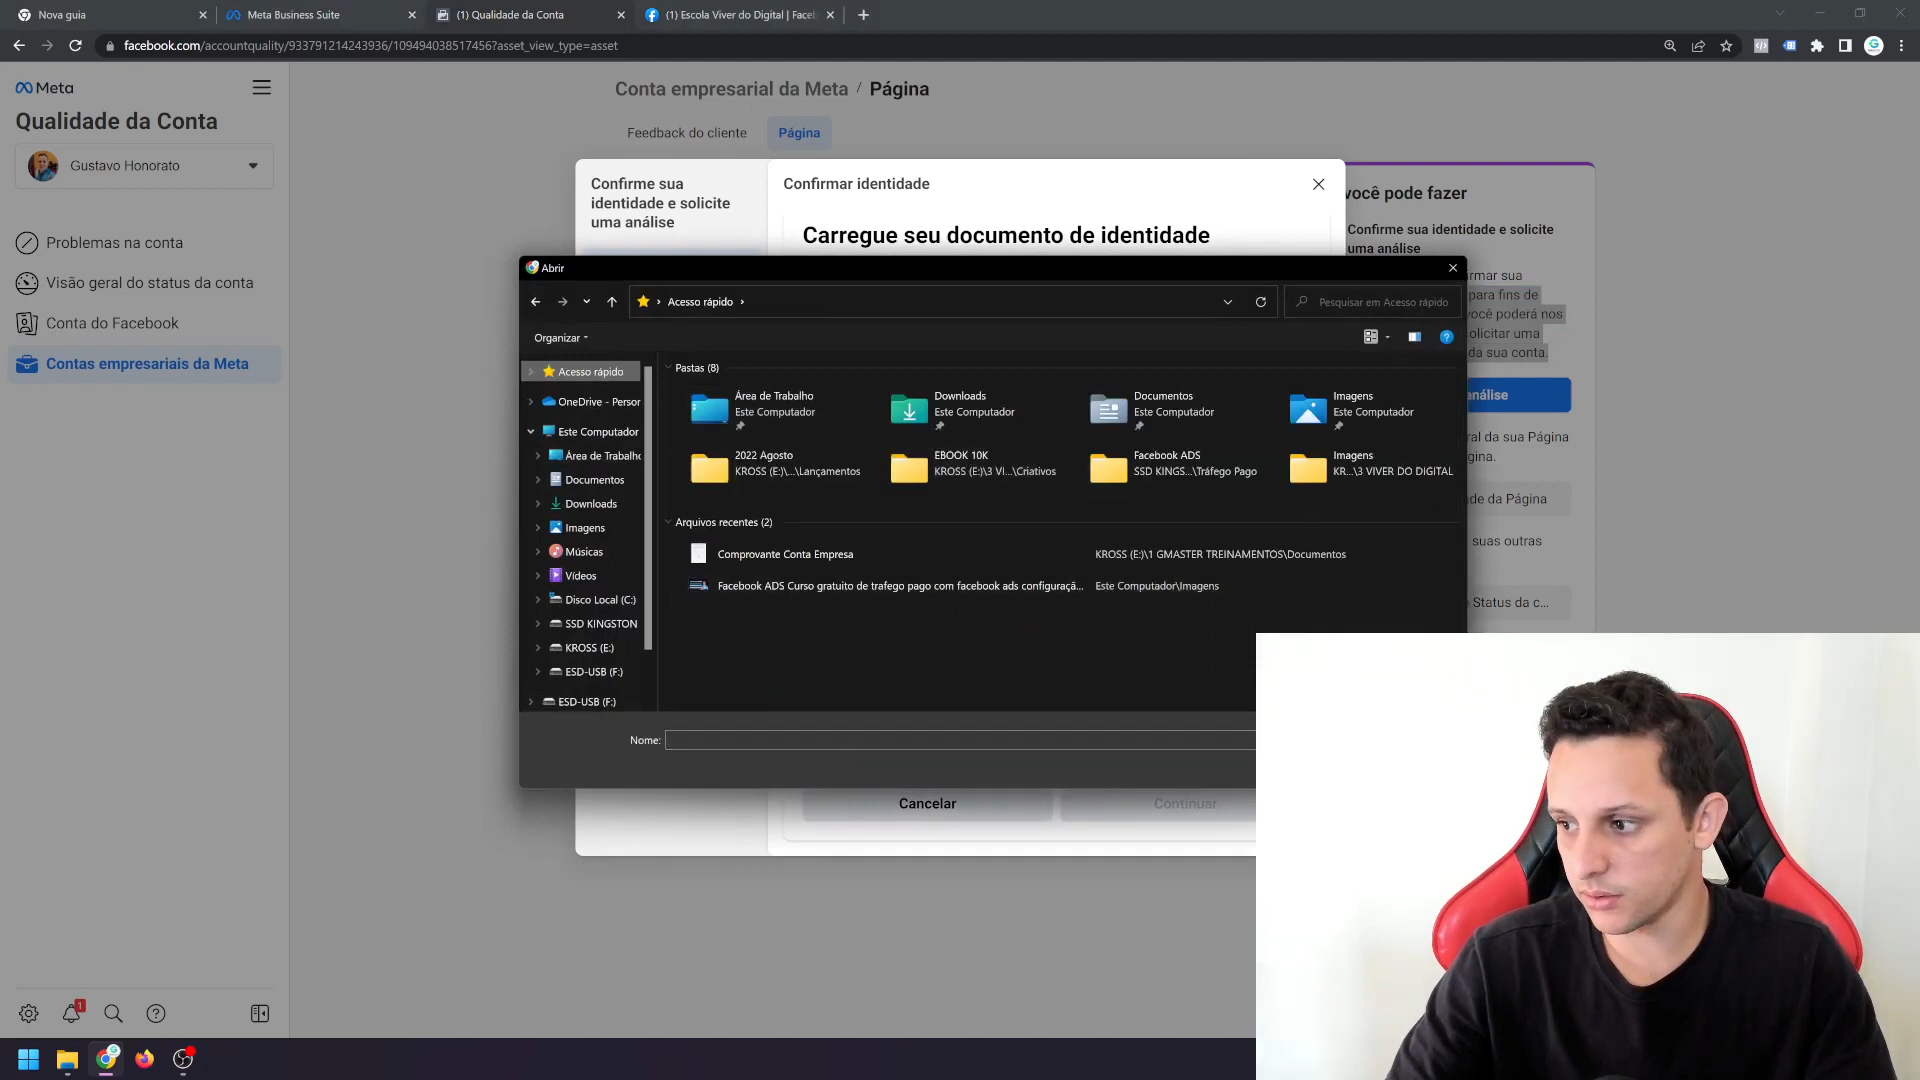 Nova guia
Meta Business Suite
(1) Qualidade da Conta
(1) Escola Viver do Digital | Faceb
facebook.com/accountquality/933791214243936/109494038517456?asset_view_type=asset
Meta
Qualidade da Conta
Gustavo Honorato
Problemas na conta
Visão geral do status da conta
Conta do Facebook
Contas empresariais da Meta
1
Conta empresarial da Meta / Página
Feedback do cliente
Página
Confirme sua
identidade e solicite
uma análise
Confirmar identidade
Carregue seu documento de identidade
você pode fazer
Confirme sua identidade e solicite
uma análise
rmar sua
para fins de
você poderá nos
olicitar uma
da sua conta.
nálise
ral da sua Página
gina.
de da Página
suas outras
Status da c...
Abrir
Acesso rápido
Pesquisar em Acesso rápido
Organizar
Acesso rápido
OneDrive - Person
Este Computador
Área de Trabalho
Documentos
Downloads
Imagens
Músicas
Vídeos
Disco Local (C:)
SSD KINGSTON
KROSS (E:)
ESD-USB (F:)
ESD-USB (F:)
Pastas (8)
Área de Trabalho
Este Computador
Downloads
Este Computador
Documentos
Este Computador
Imagens
Este Computador
2022 Agosto
KROSS (E:)\...\Lançamentos
EBOOK 10K
KROSS (E:)\3 VI...\Criativos
Facebook ADS
SSD KINGS...\Tráfego Pago
Imagens
KR...\3 VIVER DO DIGITAL
Arquivos recentes (2)
Comprovante Conta Empresa
KROSS (E:)\1 GMASTER TREINAMENTOS\Documentos
Facebook ADS Curso gratuito de trafego pago com facebook ads configuraçã...
Este Computador\Imagens
Nome:
Cancelar
Continuar